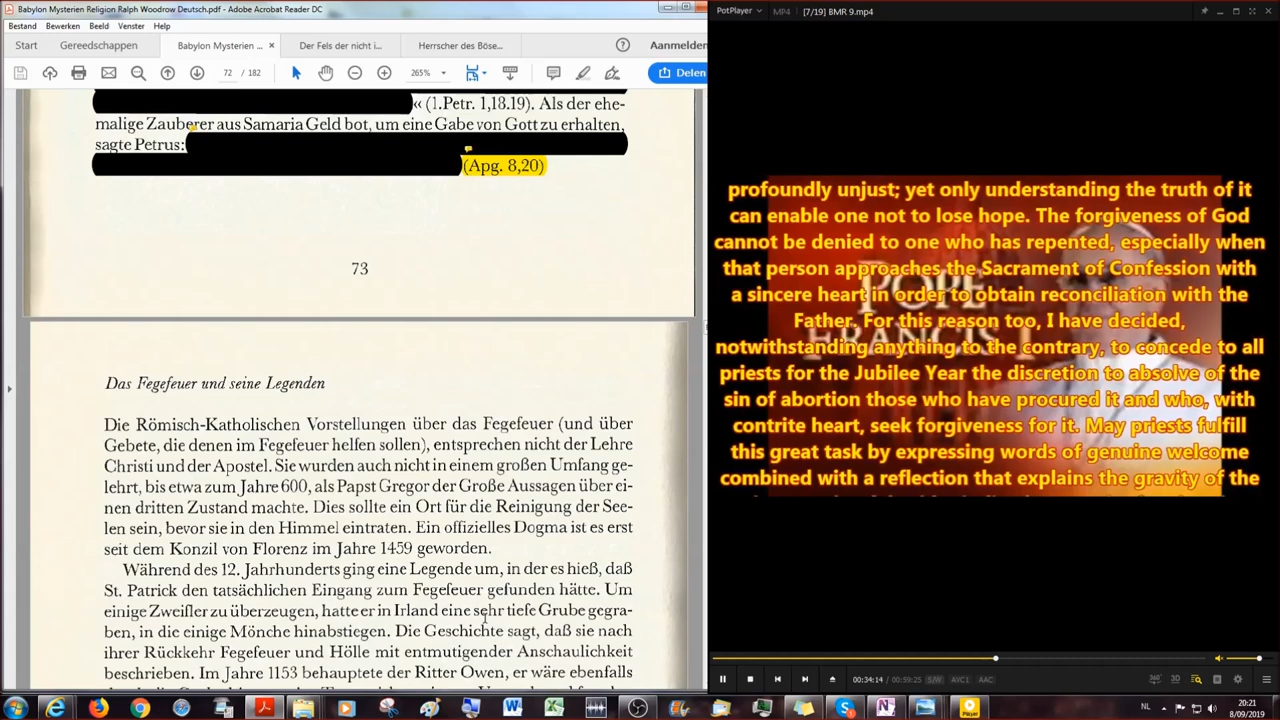 Babylon Mysterien Religion Ralph Woodrow Deutsch.pdf - Adobe Acrobat Reader DC
Bestand Bewerken Beeld Venster Help
Start Gereedschappen Babylon Mysterien ... × Der Fels der nicht i... Herrscher des Böse... Aanmelden
72 / 182 265% Delen
« (1.Petr. 1,18.19). Als der ehe-
malige Zauberer aus Samaria Geld bot, um eine Gabe von Gott zu erhalten,
sagte Petrus:
(Apg. 8,20)
73
Das Fegefeuer und seine Legenden
Die Römisch-Katholischen Vorstellungen über das Fegefeuer (und über
Gebete, die denen im Fegefeuer helfen sollen), entsprechen nicht der Lehre
Christi und der Apostel. Sie wurden auch nicht in einem großen Umfang ge-
lehrt, bis etwa zum Jahre 600, als Papst Gregor der Große Aussagen über ei-
nen dritten Zustand machte. Dies sollte ein Ort für die Reinigung der See-
len sein, bevor sie in den Himmel eintraten. Ein offizielles Dogma ist es erst
seit dem Konzil von Florenz im Jahre 1459 geworden.
Während des 12. Jahrhunderts ging eine Legende um, in der es hieß, daß
St. Patrick den tatsächlichen Eingang zum Fegefeuer gefunden hätte. Um
einige Zweifler zu überzeugen, hatte er in Irland eine sehr tiefe Grube gegra-
ben, in die einige Mönche hinabstiegen. Die Geschichte sagt, daß sie nach
ihrer Rückkehr Fegefeuer und Hölle mit entmutigender Anschaulichkeit
beschrieben. Im Jahre 1153 behauptete der Ritter Owen, er wäre ebenfalls
PotPlayer MP4 [7/19] BMR 9.mp4
profoundly unjust; yet only understanding the truth of it
can enable one not to lose hope. The forgiveness of God
cannot be denied to one who has repented, especially when
that person approaches the Sacrament of Confession with
a sincere heart in order to obtain reconciliation with the
Father. For this reason too, I have decided,
notwithstanding anything to the contrary, to concede to all
priests for the Jubilee Year the discretion to absolve of the
sin of abortion those who have procured it and who, with
contrite heart, seek forgiveness for it. May priests fulfill
this great task by expressing words of genuine welcome
combined with a reflection that explains the gravity of the
POPE
FRANCIS I
00:34:14 / 00:59:25 S/W AVC1 AAC
360° 3D
NL 20:21
8/09/2019